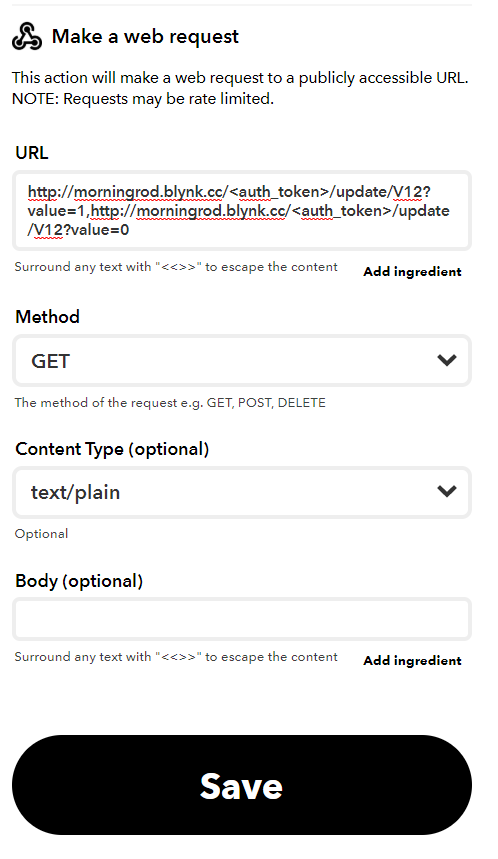 Make a web request
This action will make a web request to a publicly accessible URL.
NOTE: Requests may be rate limited.
URL
http://morningrod.blynk.cc/<auth_token>/update/V12?
value=1,http://morningrod.blynk.cc/<auth_token>/update
/V12?value=0
Surround any text with "<<>>" to escape the content
Add ingredient
Method
GET
The method of the request e.g. GET, POST, DELETE
Content Type (optional)
text/plain
Optional
Body (optional)
Surround any text with "<<>>" to escape the content
Add ingredient
Save